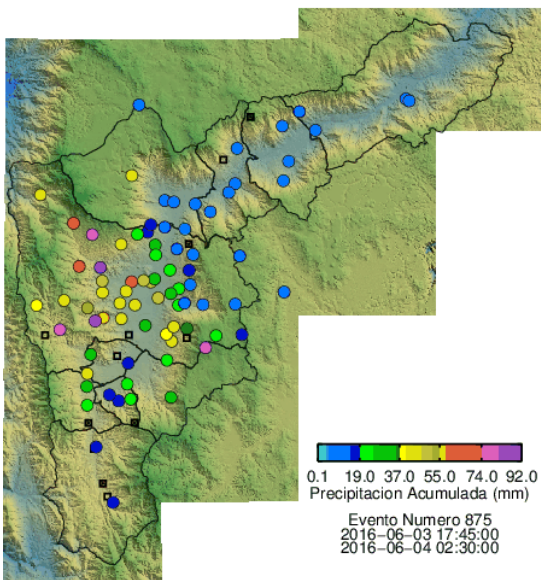 0.1 19.0 37.0 55.0 74.0 92.0
Precipitacion Acumulada (mm)
Evento Numero 875
2016-06-03 17:45:00
2016-06-04 02:30:00